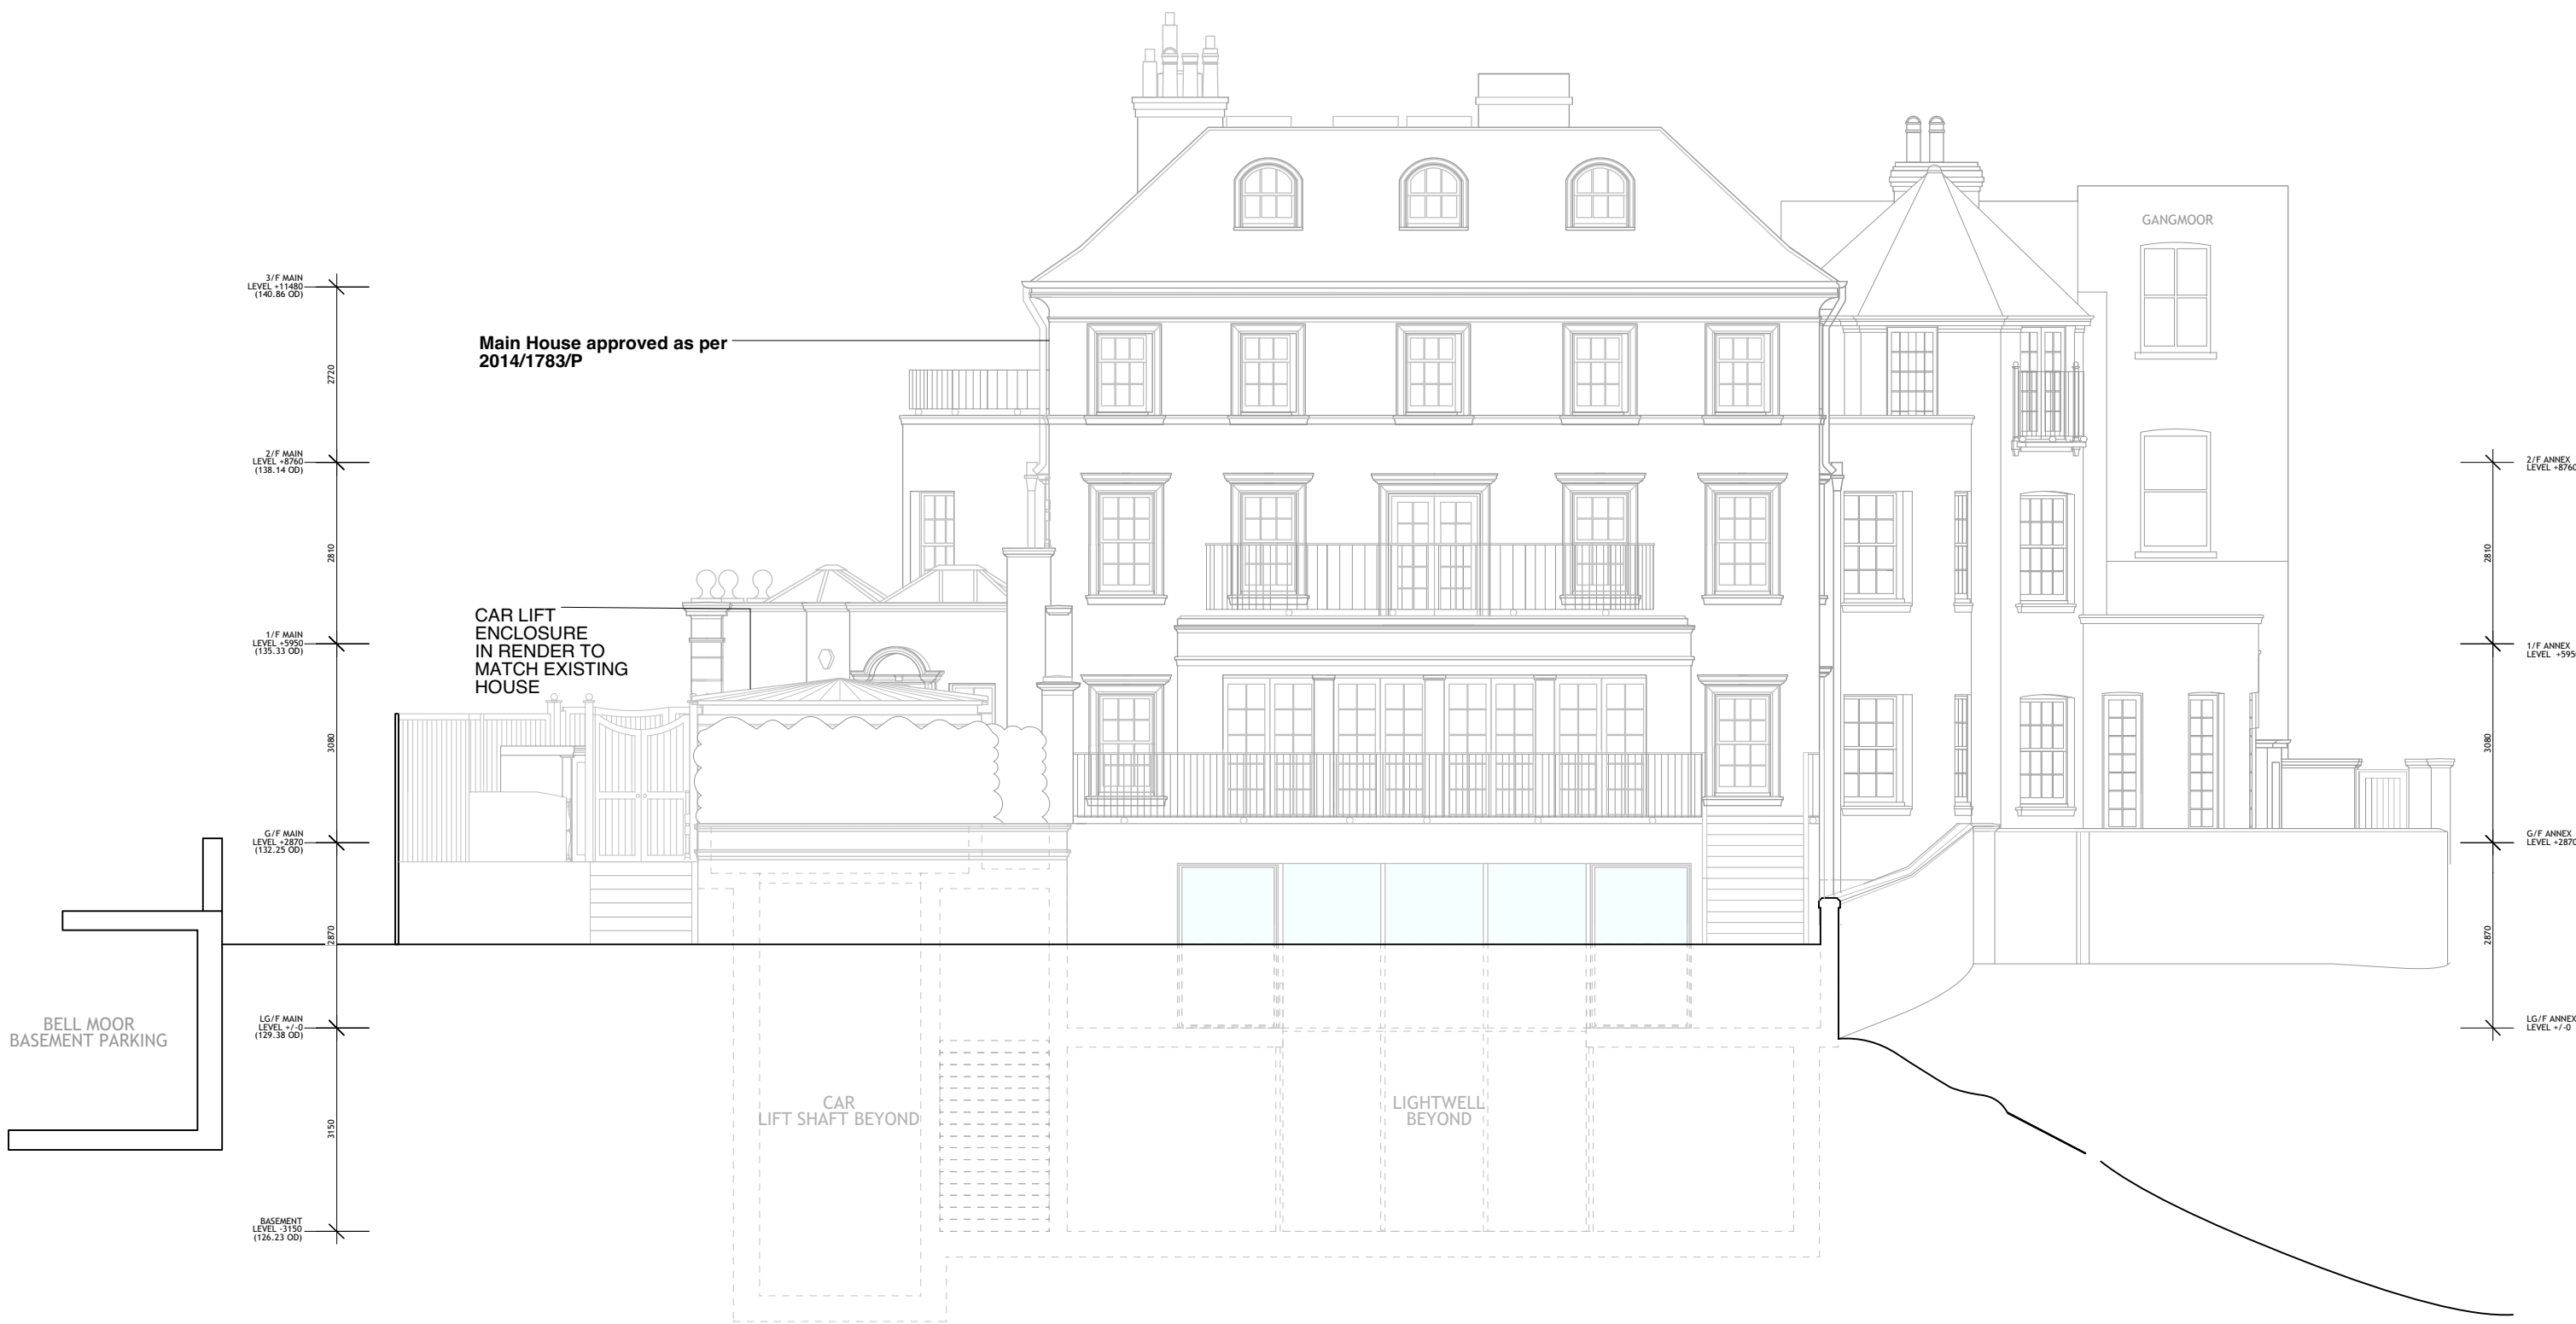 GANGMOOR
3/F MAIN
LEVEL +11480
(140.86 OD)
Main House approved as per
2014/1783/P
2720
2/F MAIN
LEVEL +8760
(138.14 OD)
2/F ANNEX
LEVEL +8760
2810
2810
CAR LIFT
ENCLOSURE
IN RENDER TO
MATCH EXISTING
HOUSE
1/F MAIN
LEVEL +5950
(135.33 OD)
1/F ANNEX
LEVEL +595
3080
3080
G/F MAIN
LEVEL +2870
(132.25 OD)
G/F ANNEX
LEVEL +2870
2870
2870
BELL MOOR
BASEMENT PARKING
LG/F MAIN
LEVEL +/-0
(129.38 OD)
LG/F ANNEX
LEVEL +/-0
CAR
LIFT SHAFT BEYOND
LIGHTWELL
BEYOND
3150
BASEMENT
LEVEL -3150
(126.23 OD)